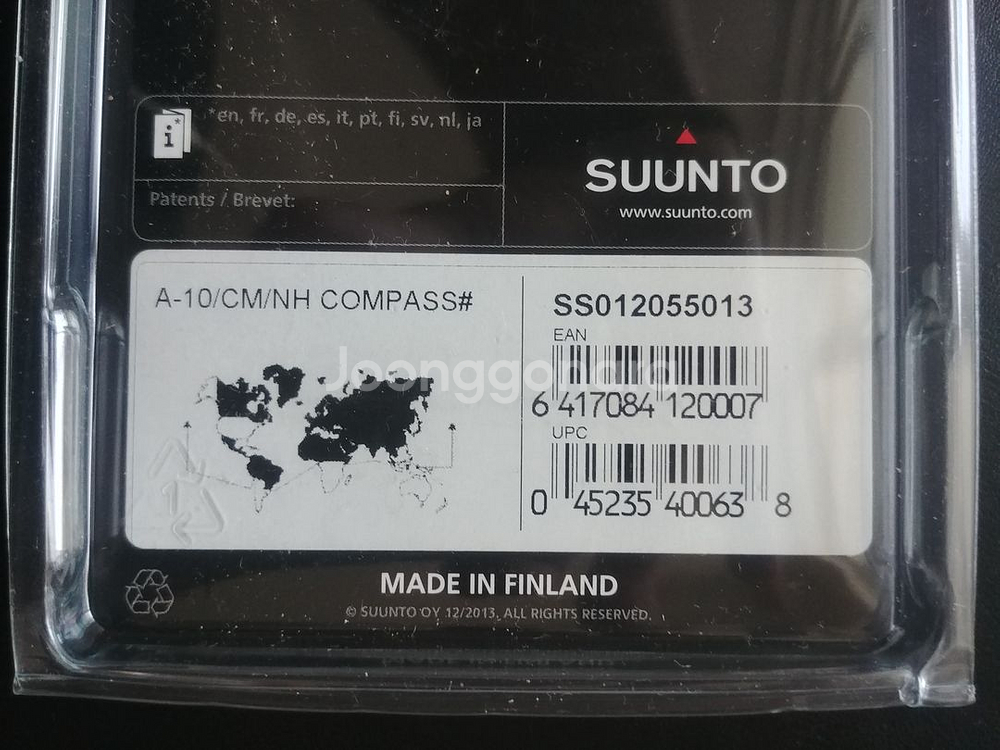 *en, fr, de, es, it, pt, fi, sv, nl, ja
i*
Patents / Brevet:
SUUNTO
www.suunto.com
A-10/CM/NH COMPASS#
SS012055013
EAN
6 417084 120007
UPC
0 45235 40063 8
Joonggonara
MADE IN FINLAND
© SUUNTO OY 12/2013. ALL RIGHTS RESERVED.